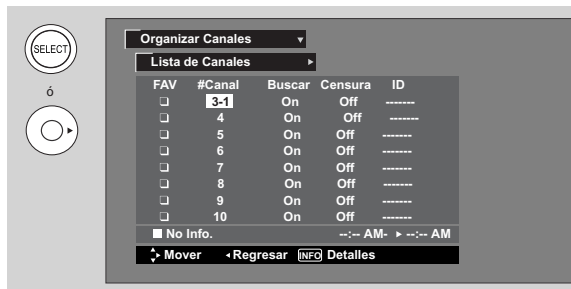 SELECT
ó
Organizar Canales
Lista de Canales
FAV #Canal Buscar Censura ID
3-1 On Off -------
4 On Off -------
5 On Off -------
6 On Off -------
7 On Off -------
8 On Off -------
9 On Off -------
10 On Off -------
No Info. --:-- AM- --:-- AM
Mover Regresar INFO Detalles